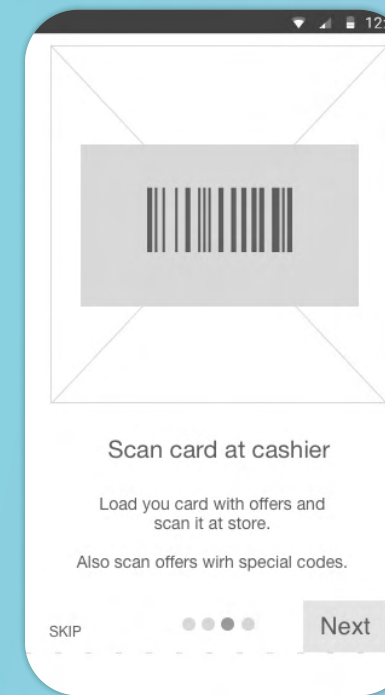 12:
Scan card at cashier
Load you card with offers and
scan it at store.
Also scan offers wirh special codes.
SKIP
Next